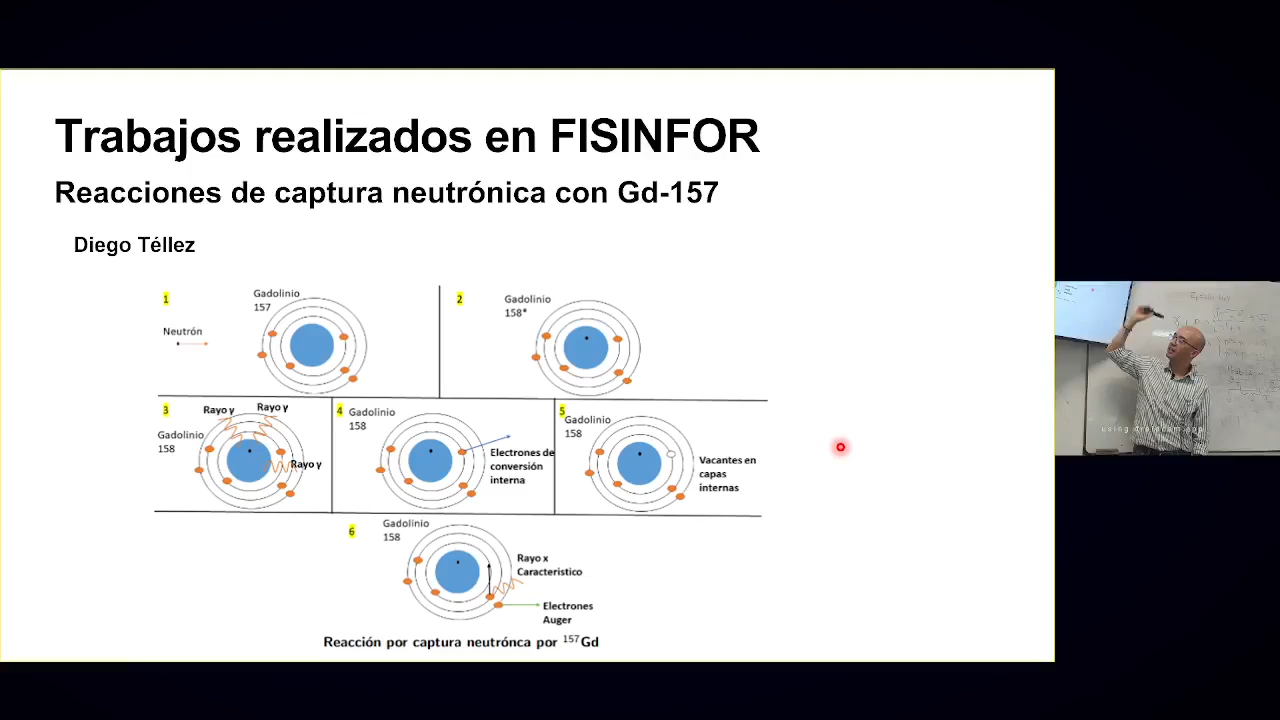 Trabajos realizados en FISINFOR
Reacciones de captura neutrónica con Gd-157
Diego Téllez
1
Gadolinio
157
Neutrón
2
Gadolinio
158*
3
Rayo γ
Rayo γ
Gadolinio
158
Rayo γ
4
Gadolinio
158
Electrones de
conversión
interna
5
Gadolinio
158
Vacantes en
capas
internas
6
Gadolinio
158
Rayo x
Caracteristico
Electrones
Auger
Reacción por captura neutrónca por ¹⁵⁷Gd